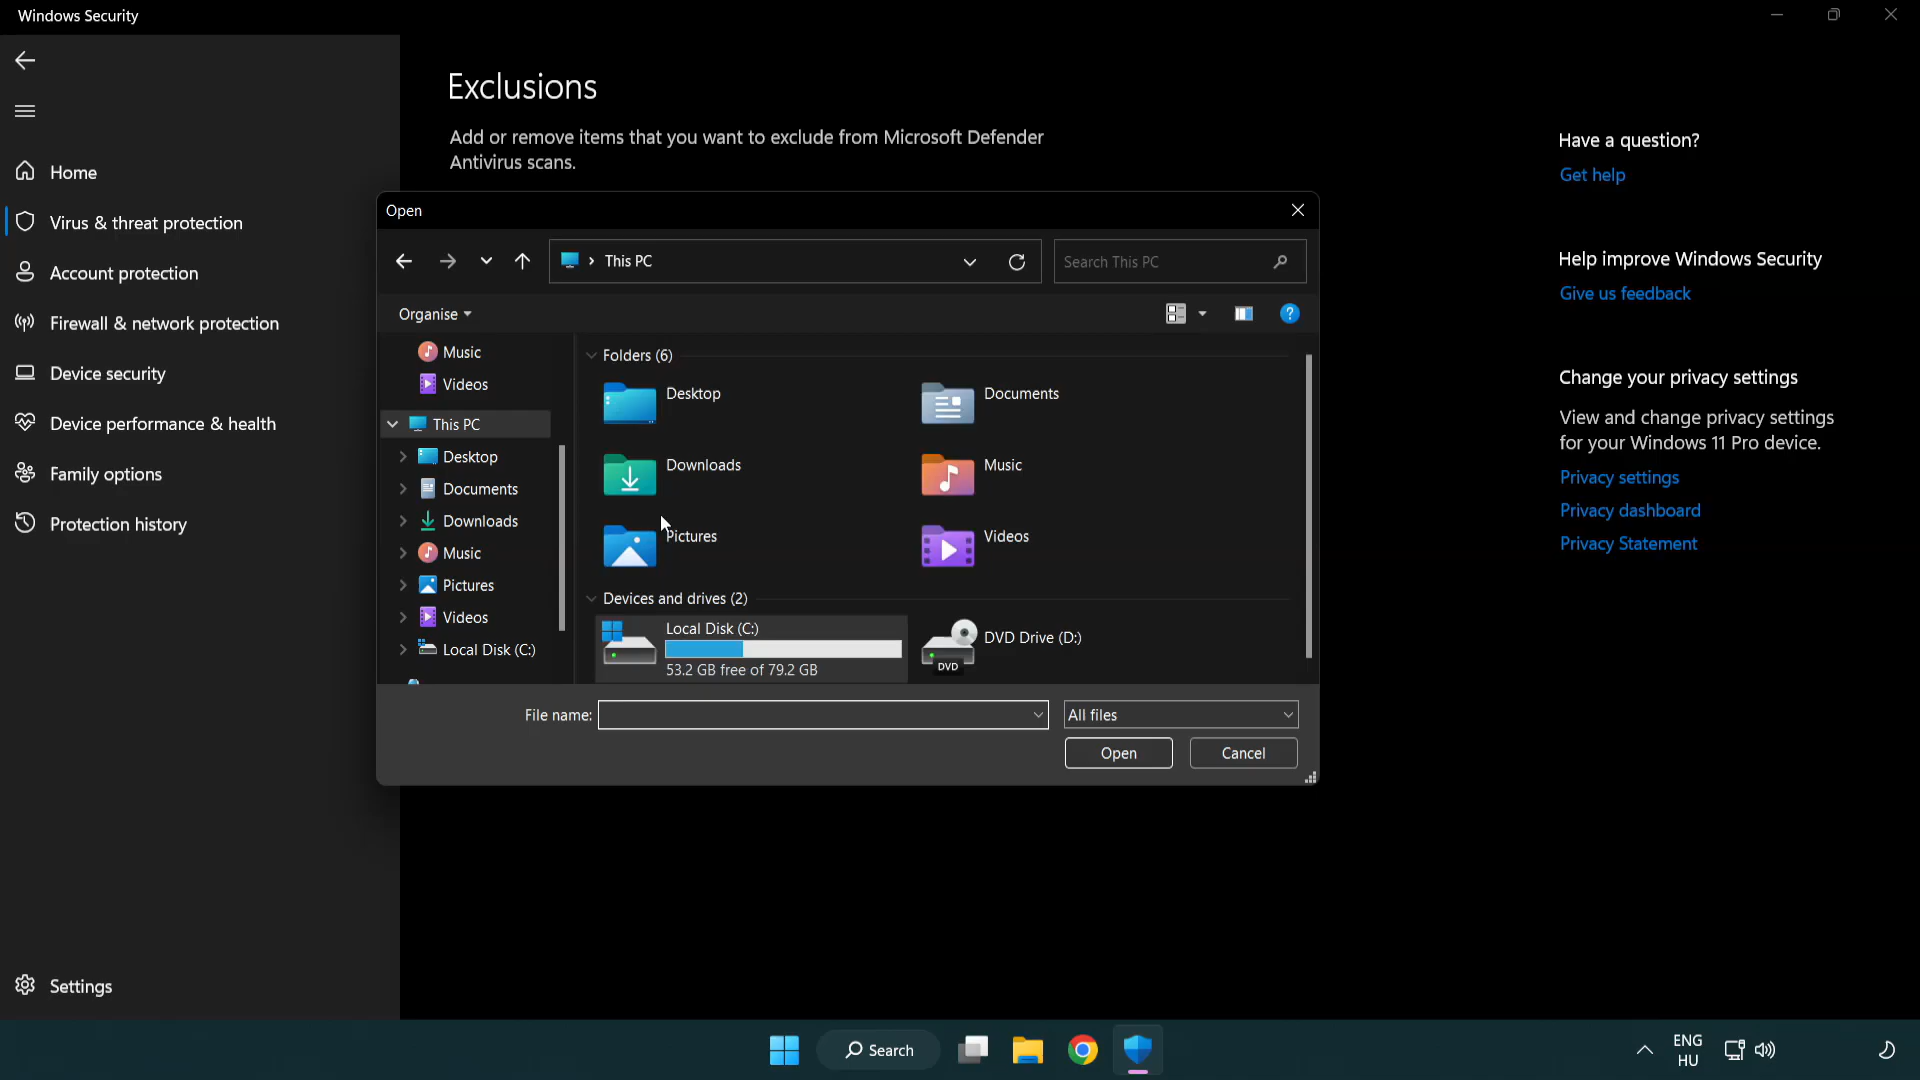 Windows Security
Home
Virus & threat protection
Account protection
Firewall & network protection
Device security
Device performance & health
Family options
Protection history
Settings
Exclusions
Add or remove items that you want to exclude from Microsoft Defender
Antivirus scans.
Open
This PC
Search This PC
Organise
Music
Videos
This PC
Desktop
Documents
Downloads
Music
Pictures
Videos
Local Disk (C:)
Folders (6)
Desktop
Documents
Downloads
Music
Pictures
Videos
Devices and drives (2)
Local Disk (C:)
53.2 GB free of 79.2 GB
DVD Drive (D:)
DVD
File name:
All files
Open
Cancel
Have a question?
Get help
Help improve Windows Security
Give us feedback
Change your privacy settings
View and change privacy settings
for your Windows 11 Pro device.
Privacy settings
Privacy dashboard
Privacy Statement
Search
ENG
HU